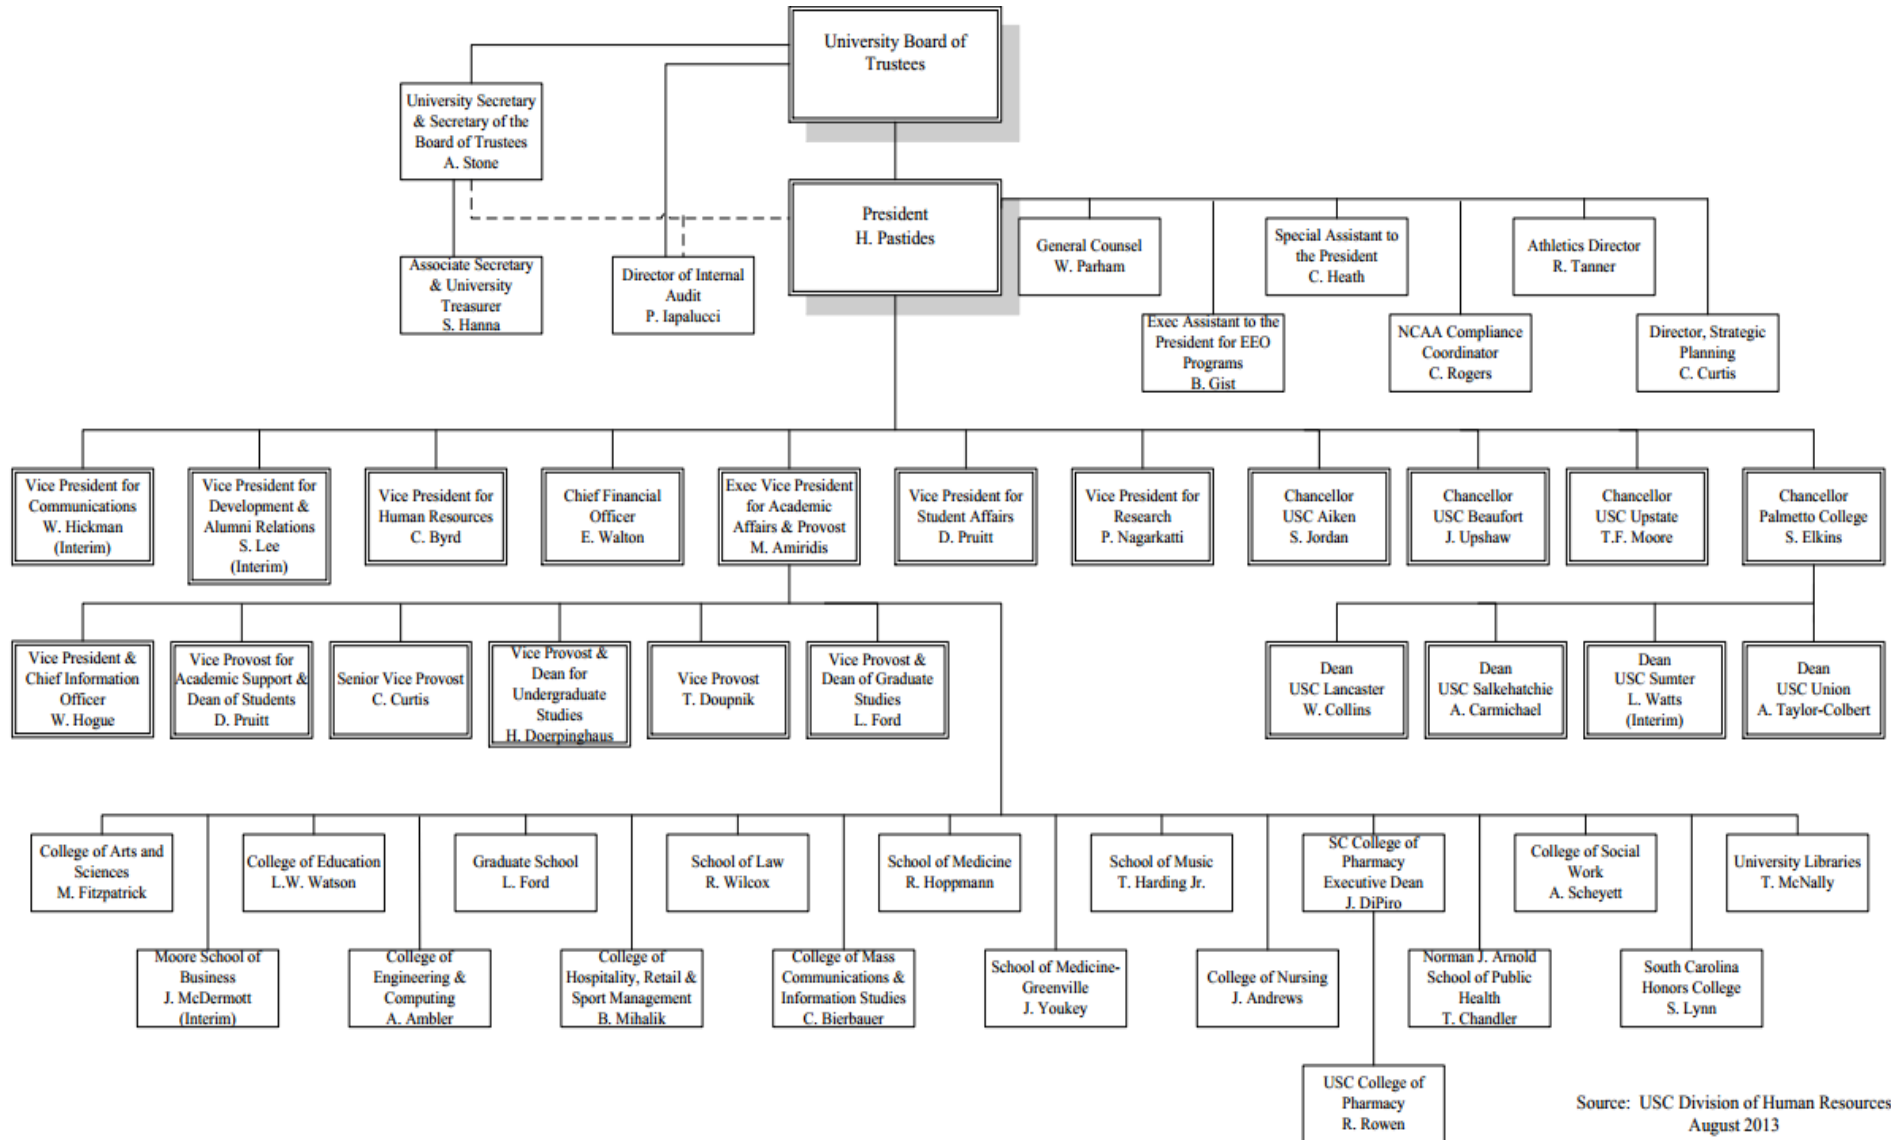 University Board of
Trustees
University Secretary
& Secretary of the
Board of Trustees
A. Stone
President
H. Pastides
Associate Secretary
& University
Treasurer
S. Hanna
Director of Internal
Audit
P. Iapalucci
General Counsel
W. Parham
Exec Assistant to the
President for EEO
Programs
B. Gist
Special Assistant to
the President
C. Heath
NCAA Compliance
Coordinator
C. Rogers
Athletics Director
R. Tanner
Director, Strategic
Planning
C. Curtis
Vice President for
Communications
W. Hickman
(Interim)
Vice President for
Development &
Alumni Relations
S. Lee
(Interim)
Vice President for
Human Resources
C. Byrd
Chief Financial
Officer
E. Walton
Exec Vice President
for Academic
Affairs & Provost
M. Amiridis
Vice President for
Student Affairs
D. Pruitt
Vice President for
Research
P. Nagarkatti
Chancellor
USC Aiken
S. Jordan
Chancellor
USC Beaufort
J. Upshaw
Chancellor
USC Upstate
T.F. Moore
Chancellor
Palmetto College
S. Elkins
Vice President &
Chief Information
Officer
W. Hogue
Vice Provost for
Academic Support &
Dean of Students
D. Pruitt
Senior Vice Provost
C. Curtis
Vice Provost &
Dean for
Undergraduate
Studies
H. Doerpinghaus
Vice Provost
T. Doupnik
Vice Provost &
Dean of Graduate
Studies
L. Ford
Dean
USC Lancaster
W. Collins
Dean
USC Salkehatchie
A. Carmichael
Dean
USC Sumter
L. Watts
(Interim)
Dean
USC Union
A. Taylor-Colbert
College of Arts and
Sciences
M. Fitzpatrick
Moore School of
Business
J. McDermott
(Interim)
College of Education
L.W. Watson
College of
Engineering &
Computing
A. Ambler
Graduate School
L. Ford
College of
Hospitality, Retail &
Sport Management
B. Mihalik
School of Law
R. Wilcox
College of Mass
Communications &
Information Studies
C. Bierbauer
School of Medicine
R. Hoppmann
School of Medicine-
Greenville
J. Youkey
School of Music
T. Harding Jr.
College of Nursing
J. Andrews
SC College of
Pharmacy
Executive Dean
J. DiPiro
USC College of
Pharmacy
R. Rowen
Norman J. Arnold
School of Public
Health
T. Chandler
College of Social
Work
A. Scheyett
South Carolina
Honors College
S. Lynn
University Libraries
T. McNally
Source: USC Division of Human Resources
August 2013